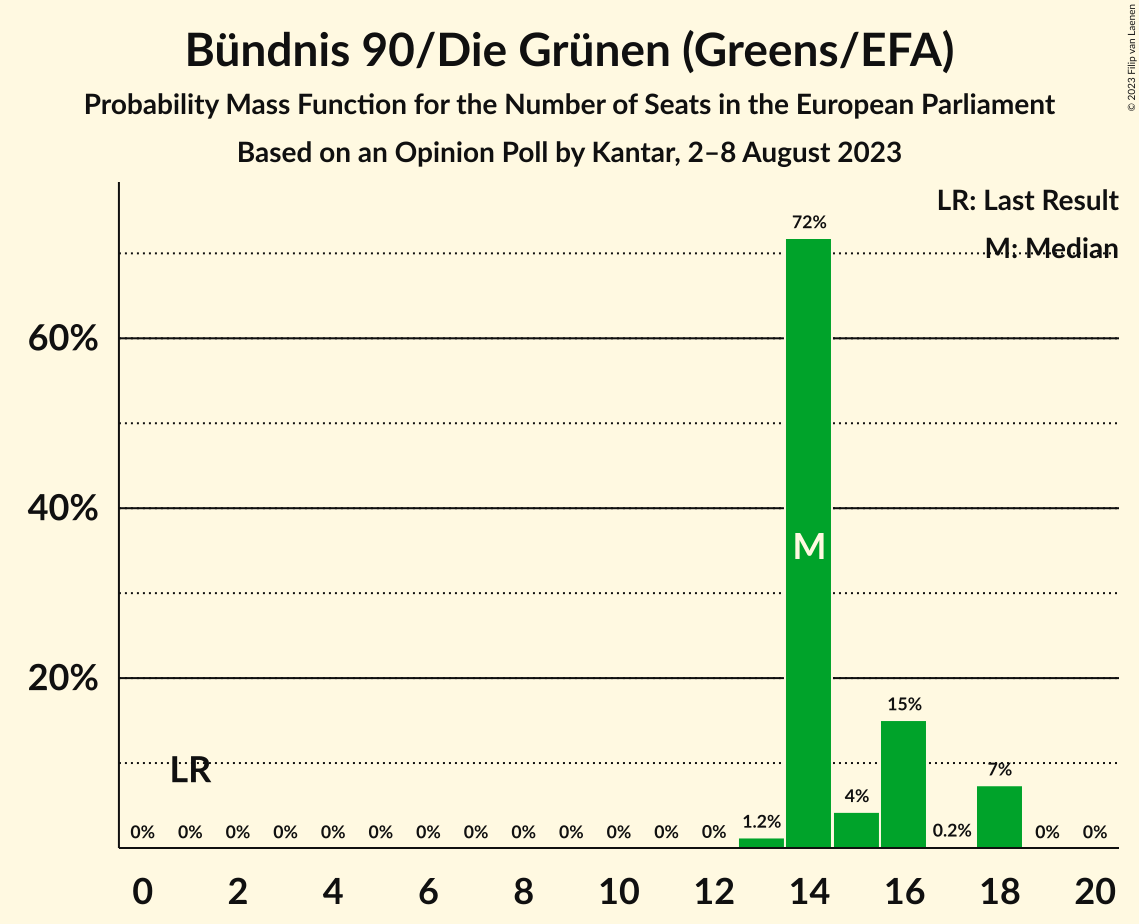 Bündnis 90/Die Grünen (Greens/EFA)
Probability Mass Function for the Number of Seats in the European Parliament
Based on an Opinion Poll by Kantar, 2–8 August 2023
© 2023 Filip van Laenen
LR: Last Result
M: Median
72%
60%
40%
M
20%
15%
LR
7%
4%
1.2%
0.2%
0% 0% 0% 0% 0% 0% 0% 0% 0% 0% 0% 0% 0% 0% 0%
0 2 4 6 8 10 12 14 16 18 20